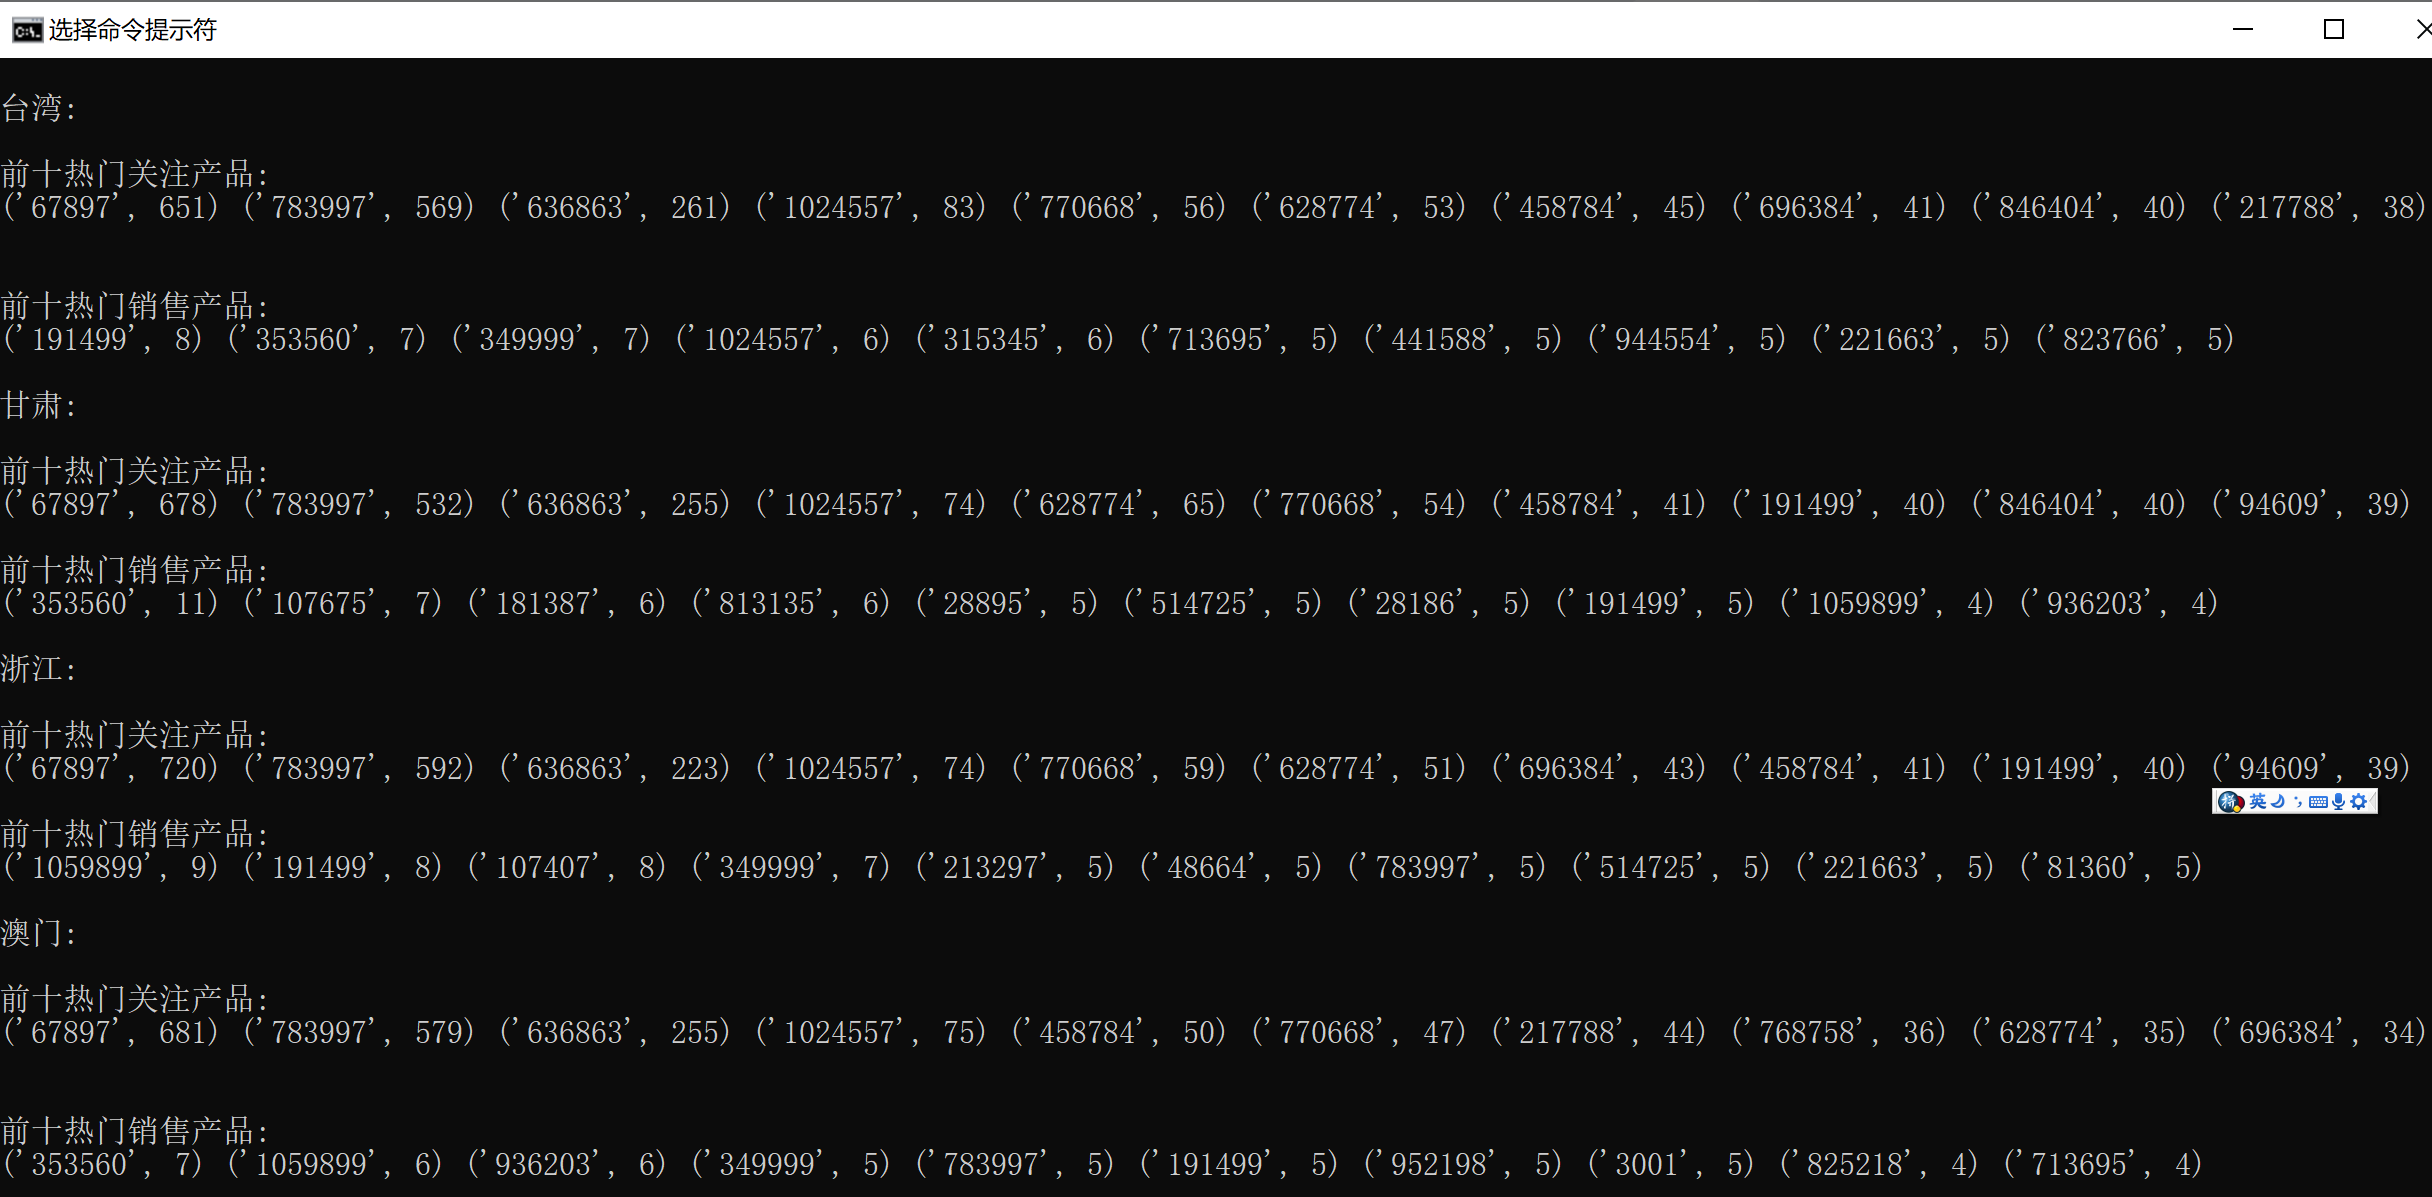 选择命令提示符
台湾:
前十热门关注产品:
('67897', 651) ('783997', 569) ('636863', 261) ('1024557', 83) ('770668', 56) ('628774', 53) ('458784', 45) ('696384', 41) ('846404', 40) ('217788', 38)
前十热门销售产品:
('191499', 8) ('353560', 7) ('349999', 7) ('1024557', 6) ('315345', 6) ('713695', 5) ('441588', 5) ('944554', 5) ('221663', 5) ('823766', 5)
甘肃:
前十热门关注产品:
('67897', 678) ('783997', 532) ('636863', 255) ('1024557', 74) ('628774', 65) ('770668', 54) ('458784', 41) ('191499', 40) ('846404', 40) ('94609', 39)
前十热门销售产品:
('353560', 11) ('107675', 7) ('181387', 6) ('813135', 6) ('28895', 5) ('514725', 5) ('28186', 5) ('191499', 5) ('1059899', 4) ('936203', 4)
浙江:
前十热门关注产品:
('67897', 720) ('783997', 592) ('636863', 223) ('1024557', 74) ('770668', 59) ('628774', 51) ('696384', 43) ('458784', 41) ('191499', 40) ('94609', 39)
拼 英
前十热门销售产品:
('1059899', 9) ('191499', 8) ('107407', 8) ('349999', 7) ('213297', 5) ('48664', 5) ('783997', 5) ('514725', 5) ('221663', 5) ('81360', 5)
澳门:
前十热门关注产品:
('67897', 681) ('783997', 579) ('636863', 255) ('1024557', 75) ('458784', 50) ('770668', 47) ('217788', 44) ('768758', 36) ('628774', 35) ('696384', 34)
前十热门销售产品:
('353560', 7) ('1059899', 6) ('936203', 6) ('349999', 5) ('783997', 5) ('191499', 5) ('952198', 5) ('3001', 5) ('825218', 4) ('713695', 4)